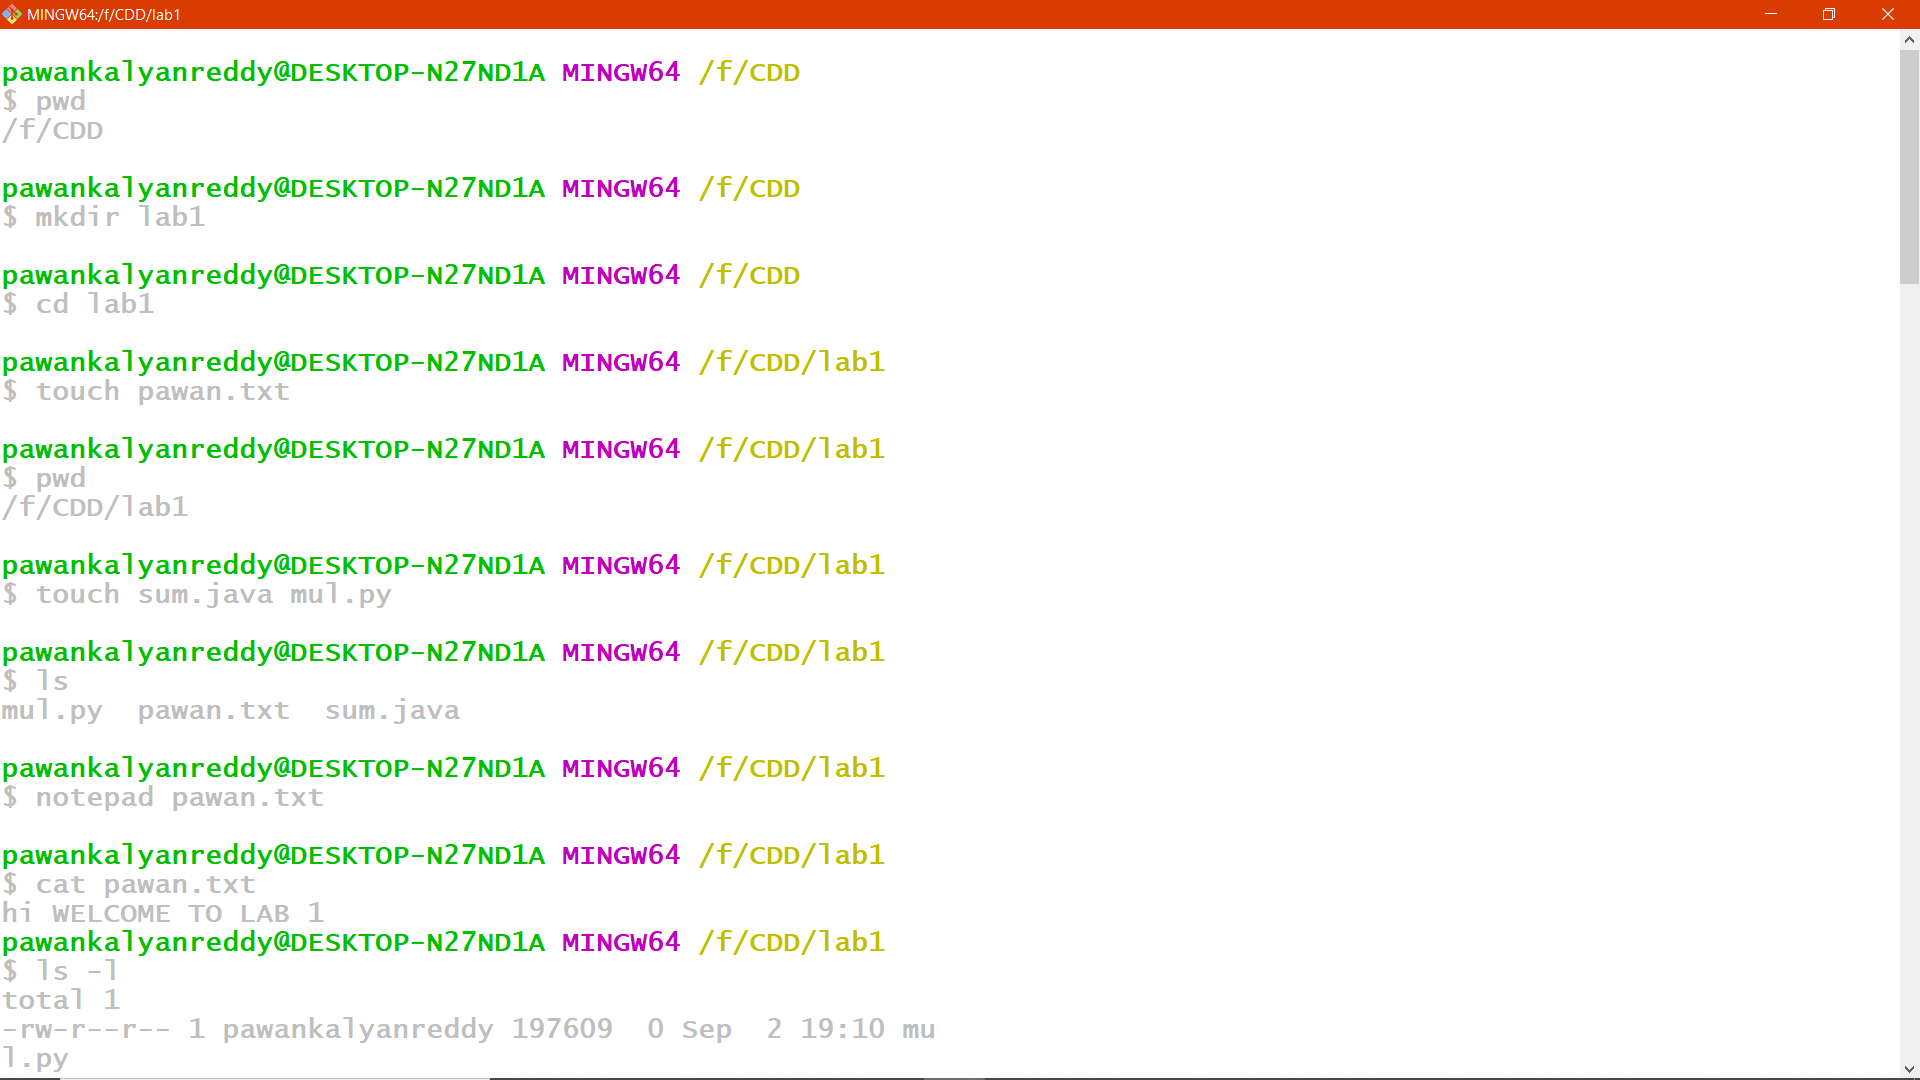 MINGW64:/f/CDD/lab1
pawankalyanreddy@DESKTOP-N27ND1A MINGW64 /f/CDD
$ pwd
/f/CDD
pawankalyanreddy@DESKTOP-N27ND1A MINGW64 /f/CDD
$ mkdir lab1
pawankalyanreddy@DESKTOP-N27ND1A MINGW64 /f/CDD
$ cd lab1
pawankalyanreddy@DESKTOP-N27ND1A MINGW64 /f/CDD/lab1
$ touch pawan.txt
pawankalyanreddy@DESKTOP-N27ND1A MINGW64 /f/CDD/lab1
$ pwd
/f/CDD/lab1
pawankalyanreddy@DESKTOP-N27ND1A MINGW64 /f/CDD/lab1
$ touch sum.java mul.py
pawankalyanreddy@DESKTOP-N27ND1A MINGW64 /f/CDD/lab1
$ ls
mul.py  pawan.txt  sum.java
pawankalyanreddy@DESKTOP-N27ND1A MINGW64 /f/CDD/lab1
$ notepad pawan.txt
pawankalyanreddy@DESKTOP-N27ND1A MINGW64 /f/CDD/lab1
$ cat pawan.txt
hi WELCOME TO LAB 1
pawankalyanreddy@DESKTOP-N27ND1A MINGW64 /f/CDD/lab1
$ ls -l
total 1
-rw-r--r-- 1 pawankalyanreddy 197609  0 Sep  2 19:10 mu
l.py